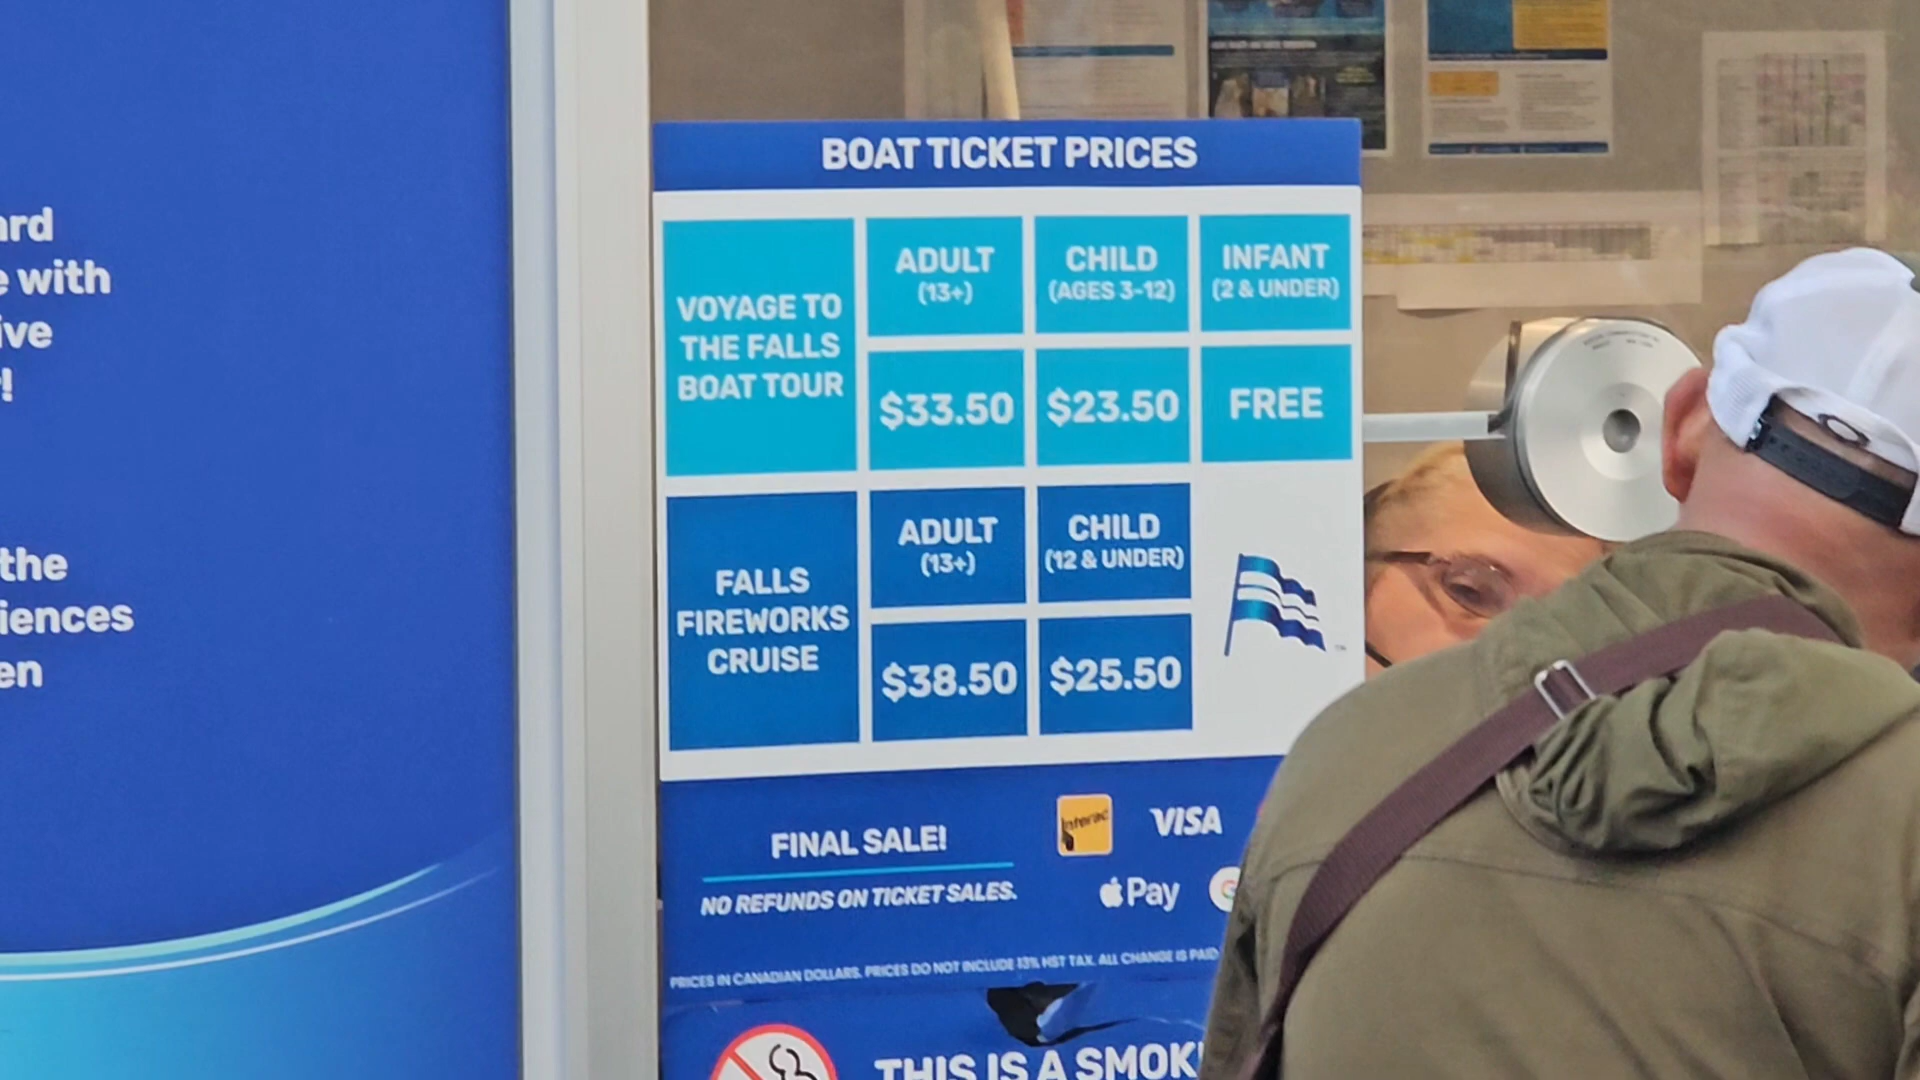 ard
e with
ive
!
the
iences
en
BOAT TICKET PRICES
VOYAGE TO
THE FALLS
BOAT TOUR
ADULT
(13+)
CHILD
(AGES 3-12)
INFANT
(2 & UNDER)
$33.50
$23.50
FREE
FALLS
FIREWORKS
CRUISE
ADULT
(13+)
CHILD
(12 & UNDER)
$38.50
$25.50
FINAL SALE!
NO REFUNDS ON TICKET SALES.
Interac
VISA
Pay
G
PRICES IN CANADIAN DOLLARS. PRICES DO NOT INCLUDE 13% HST TAX. ALL CHANGE IS PAID
THIS IS A SMOK